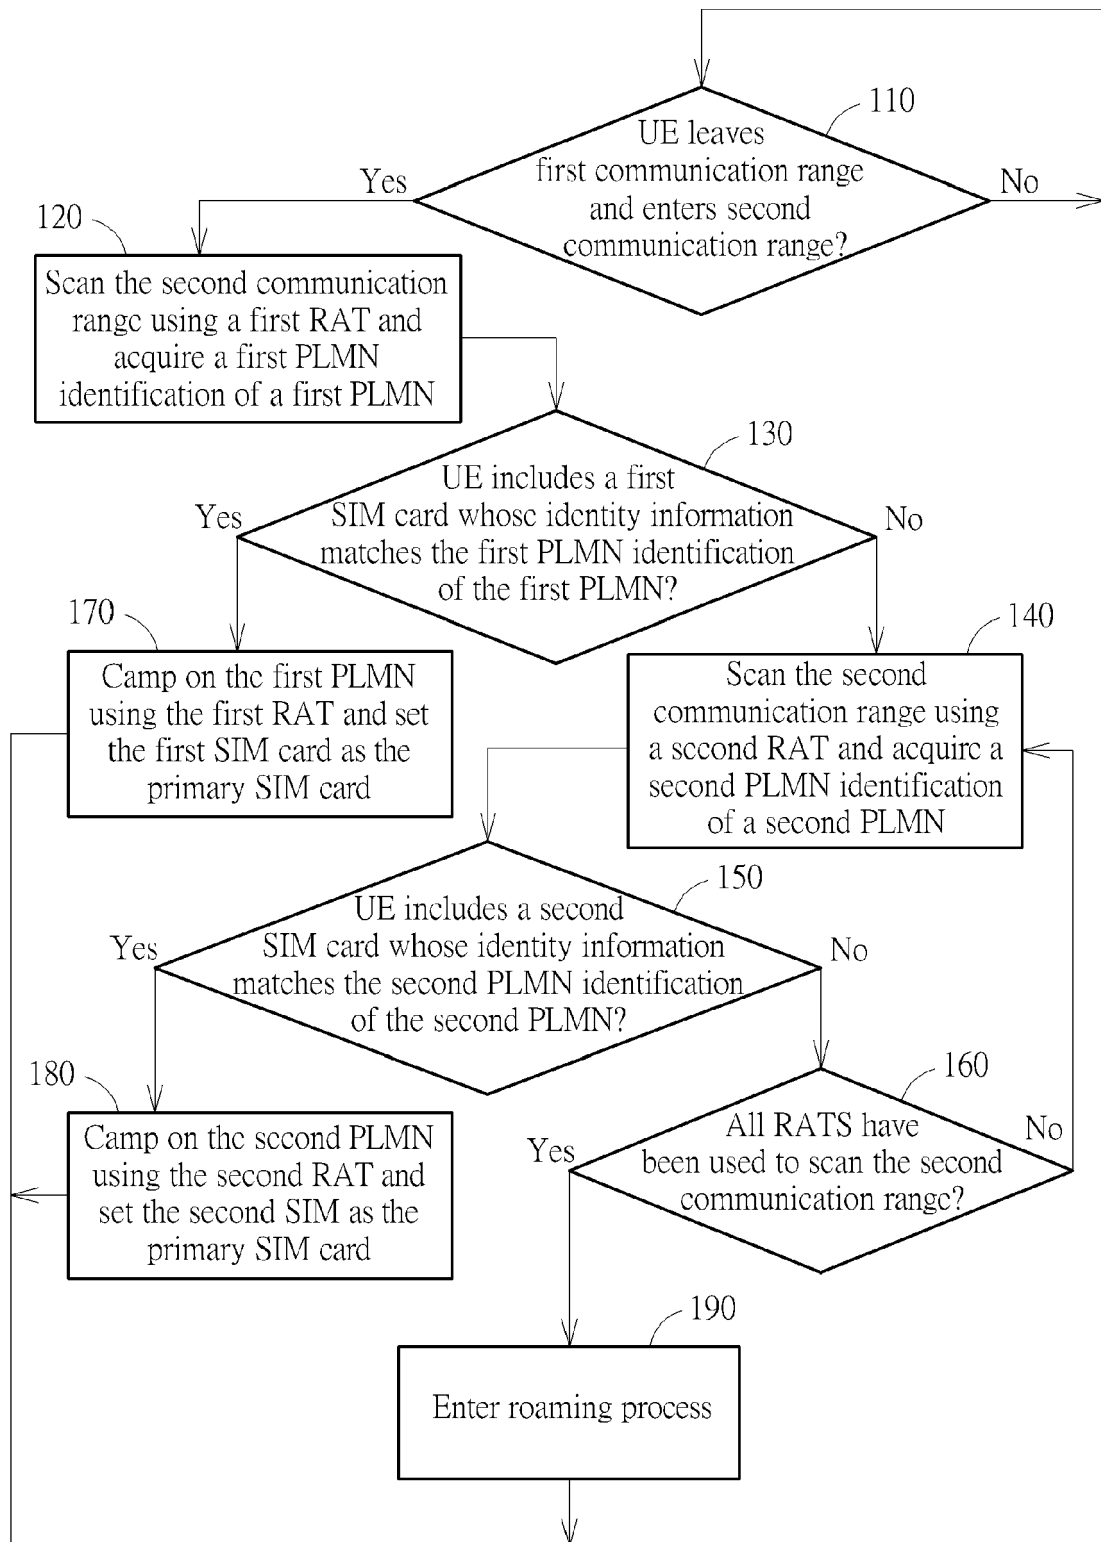 110
UE leaves
first communication range
and enters second
communication range?
Yes
No
120
Scan the second communication
range using a first RAT and
acquire a first PLMN
identification of a first PLMN
130
UE includes a first
SIM card whose identity information
matches the first PLMN identification
of the first PLMN?
Yes
No
170
Camp on the first PLMN
using the first RAT and set
the first SIM card as the
primary SIM card
140
Scan the second
communication range using
a second RAT and acquire a
second PLMN identification
of a second PLMN
150
UE includes a second
SIM card whose identity information
matches the second PLMN identification
of the second PLMN?
Yes
No
180
Camp on the second PLMN
using the second RAT and
set the second SIM as the
primary SIM card
160
All RATS have
been used to scan the second
communication range?
Yes
No
190
Enter roaming process